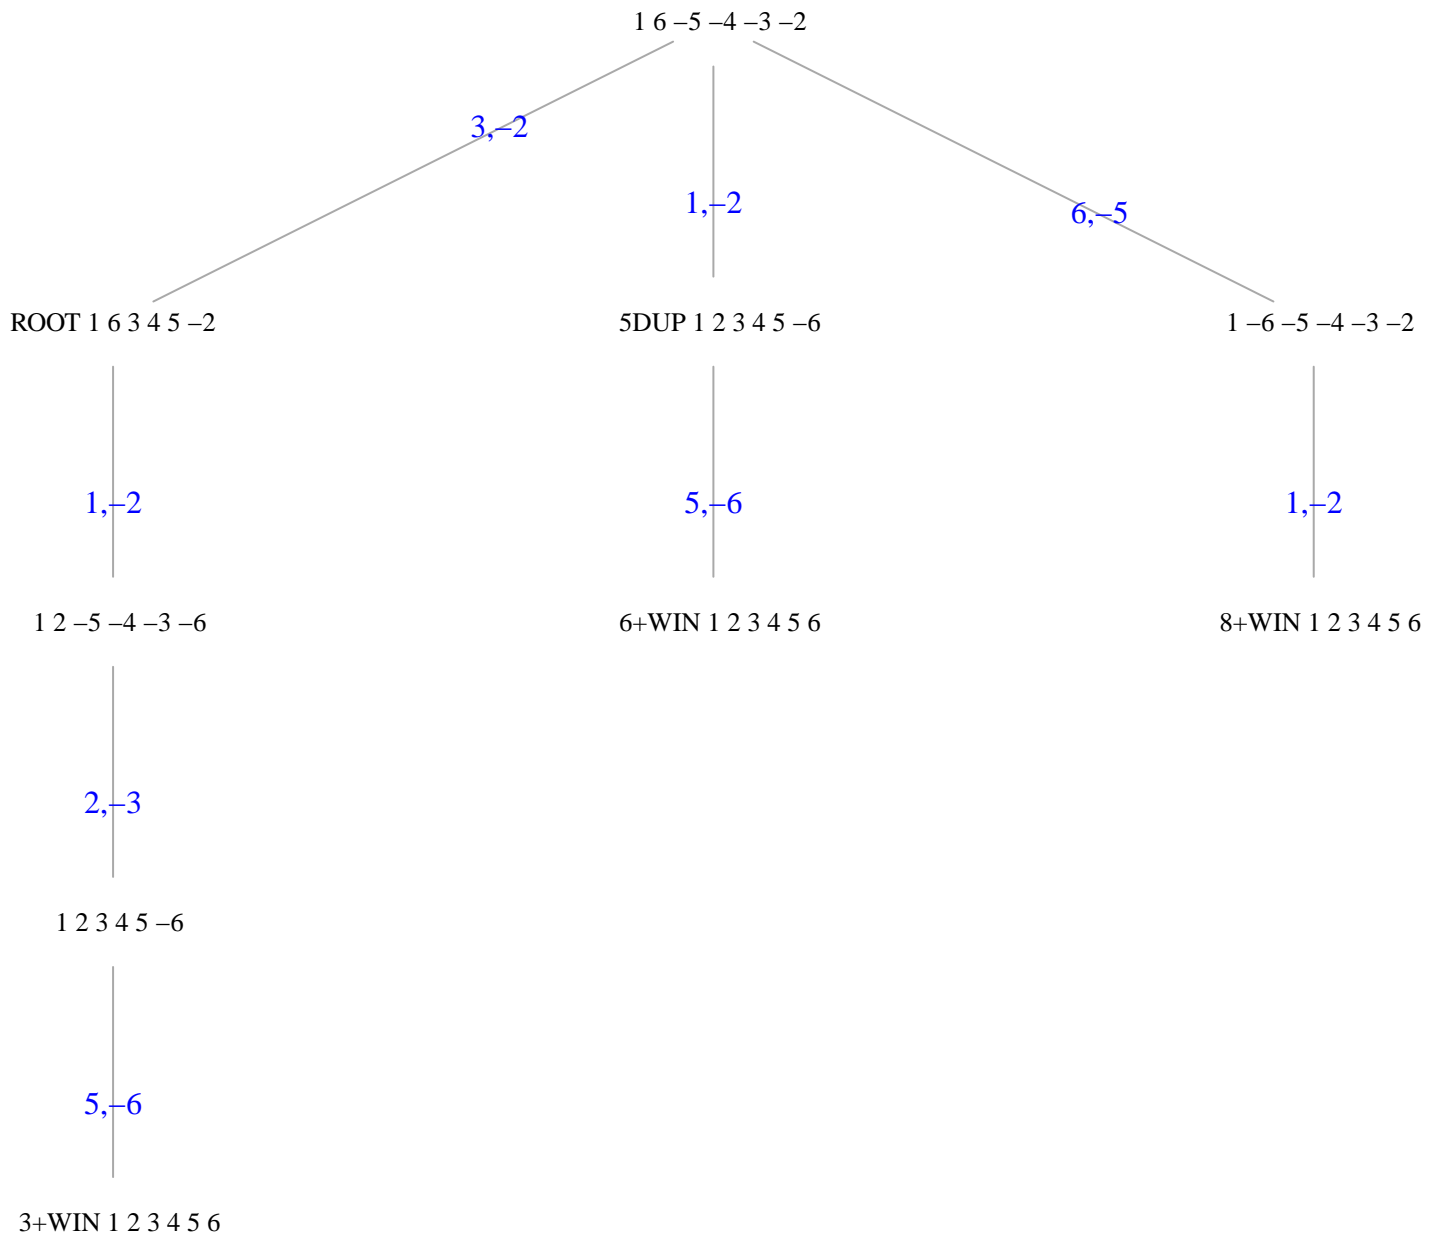 1 6 –5 –4 –3 –2
3,–2
1,–2
6,–5
ROOT 1 6 3 4 5 –2
5DUP 1 2 3 4 5 –6
1 –6 –5 –4 –3 –2
1,–2
5,–6
1,–2
1 2 –5 –4 –3 –6
6+WIN 1 2 3 4 5 6
8+WIN 1 2 3 4 5 6
2,–3
1 2 3 4 5 –6
5,–6
3+WIN 1 2 3 4 5 6